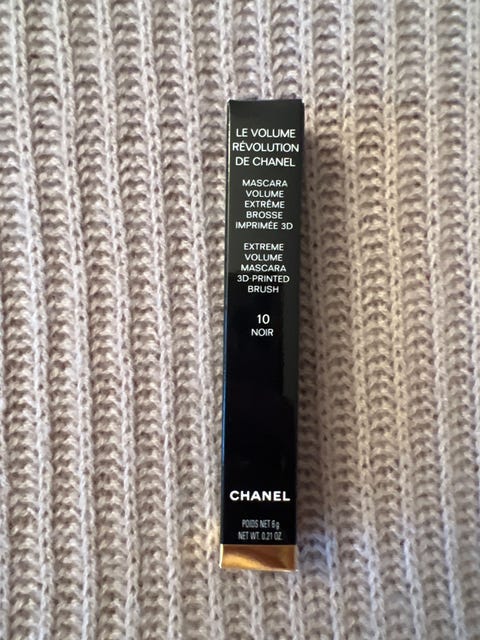 LE VOLUME
RÉVOLUTION
DE CHANEL
MASCARA
VOLUME
EXTRÊME
BROSSE
IMPRIMÉE 3D
EXTREME
VOLUME
MASCARA
3D-PRINTED
BRUSH
10
NOIR
CHANEL
POIDS NET 6 g
NET WT. 0.21 OZ.